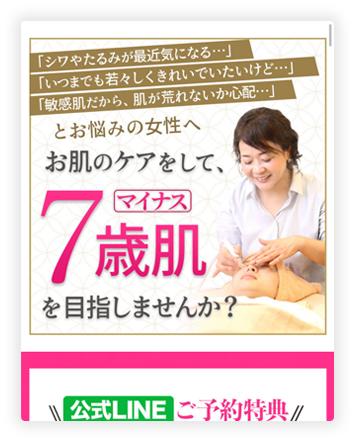 「シワやたるみが最近気になる…」
「いつまでも若々しくきれいでいたいけど…」
「敏感肌だから、肌が荒れないか心配…」
とお悩みの女性へ
お肌のケアをして、
マイナス
7歳肌
を目指しませんか？
公式LINE ご予約特典